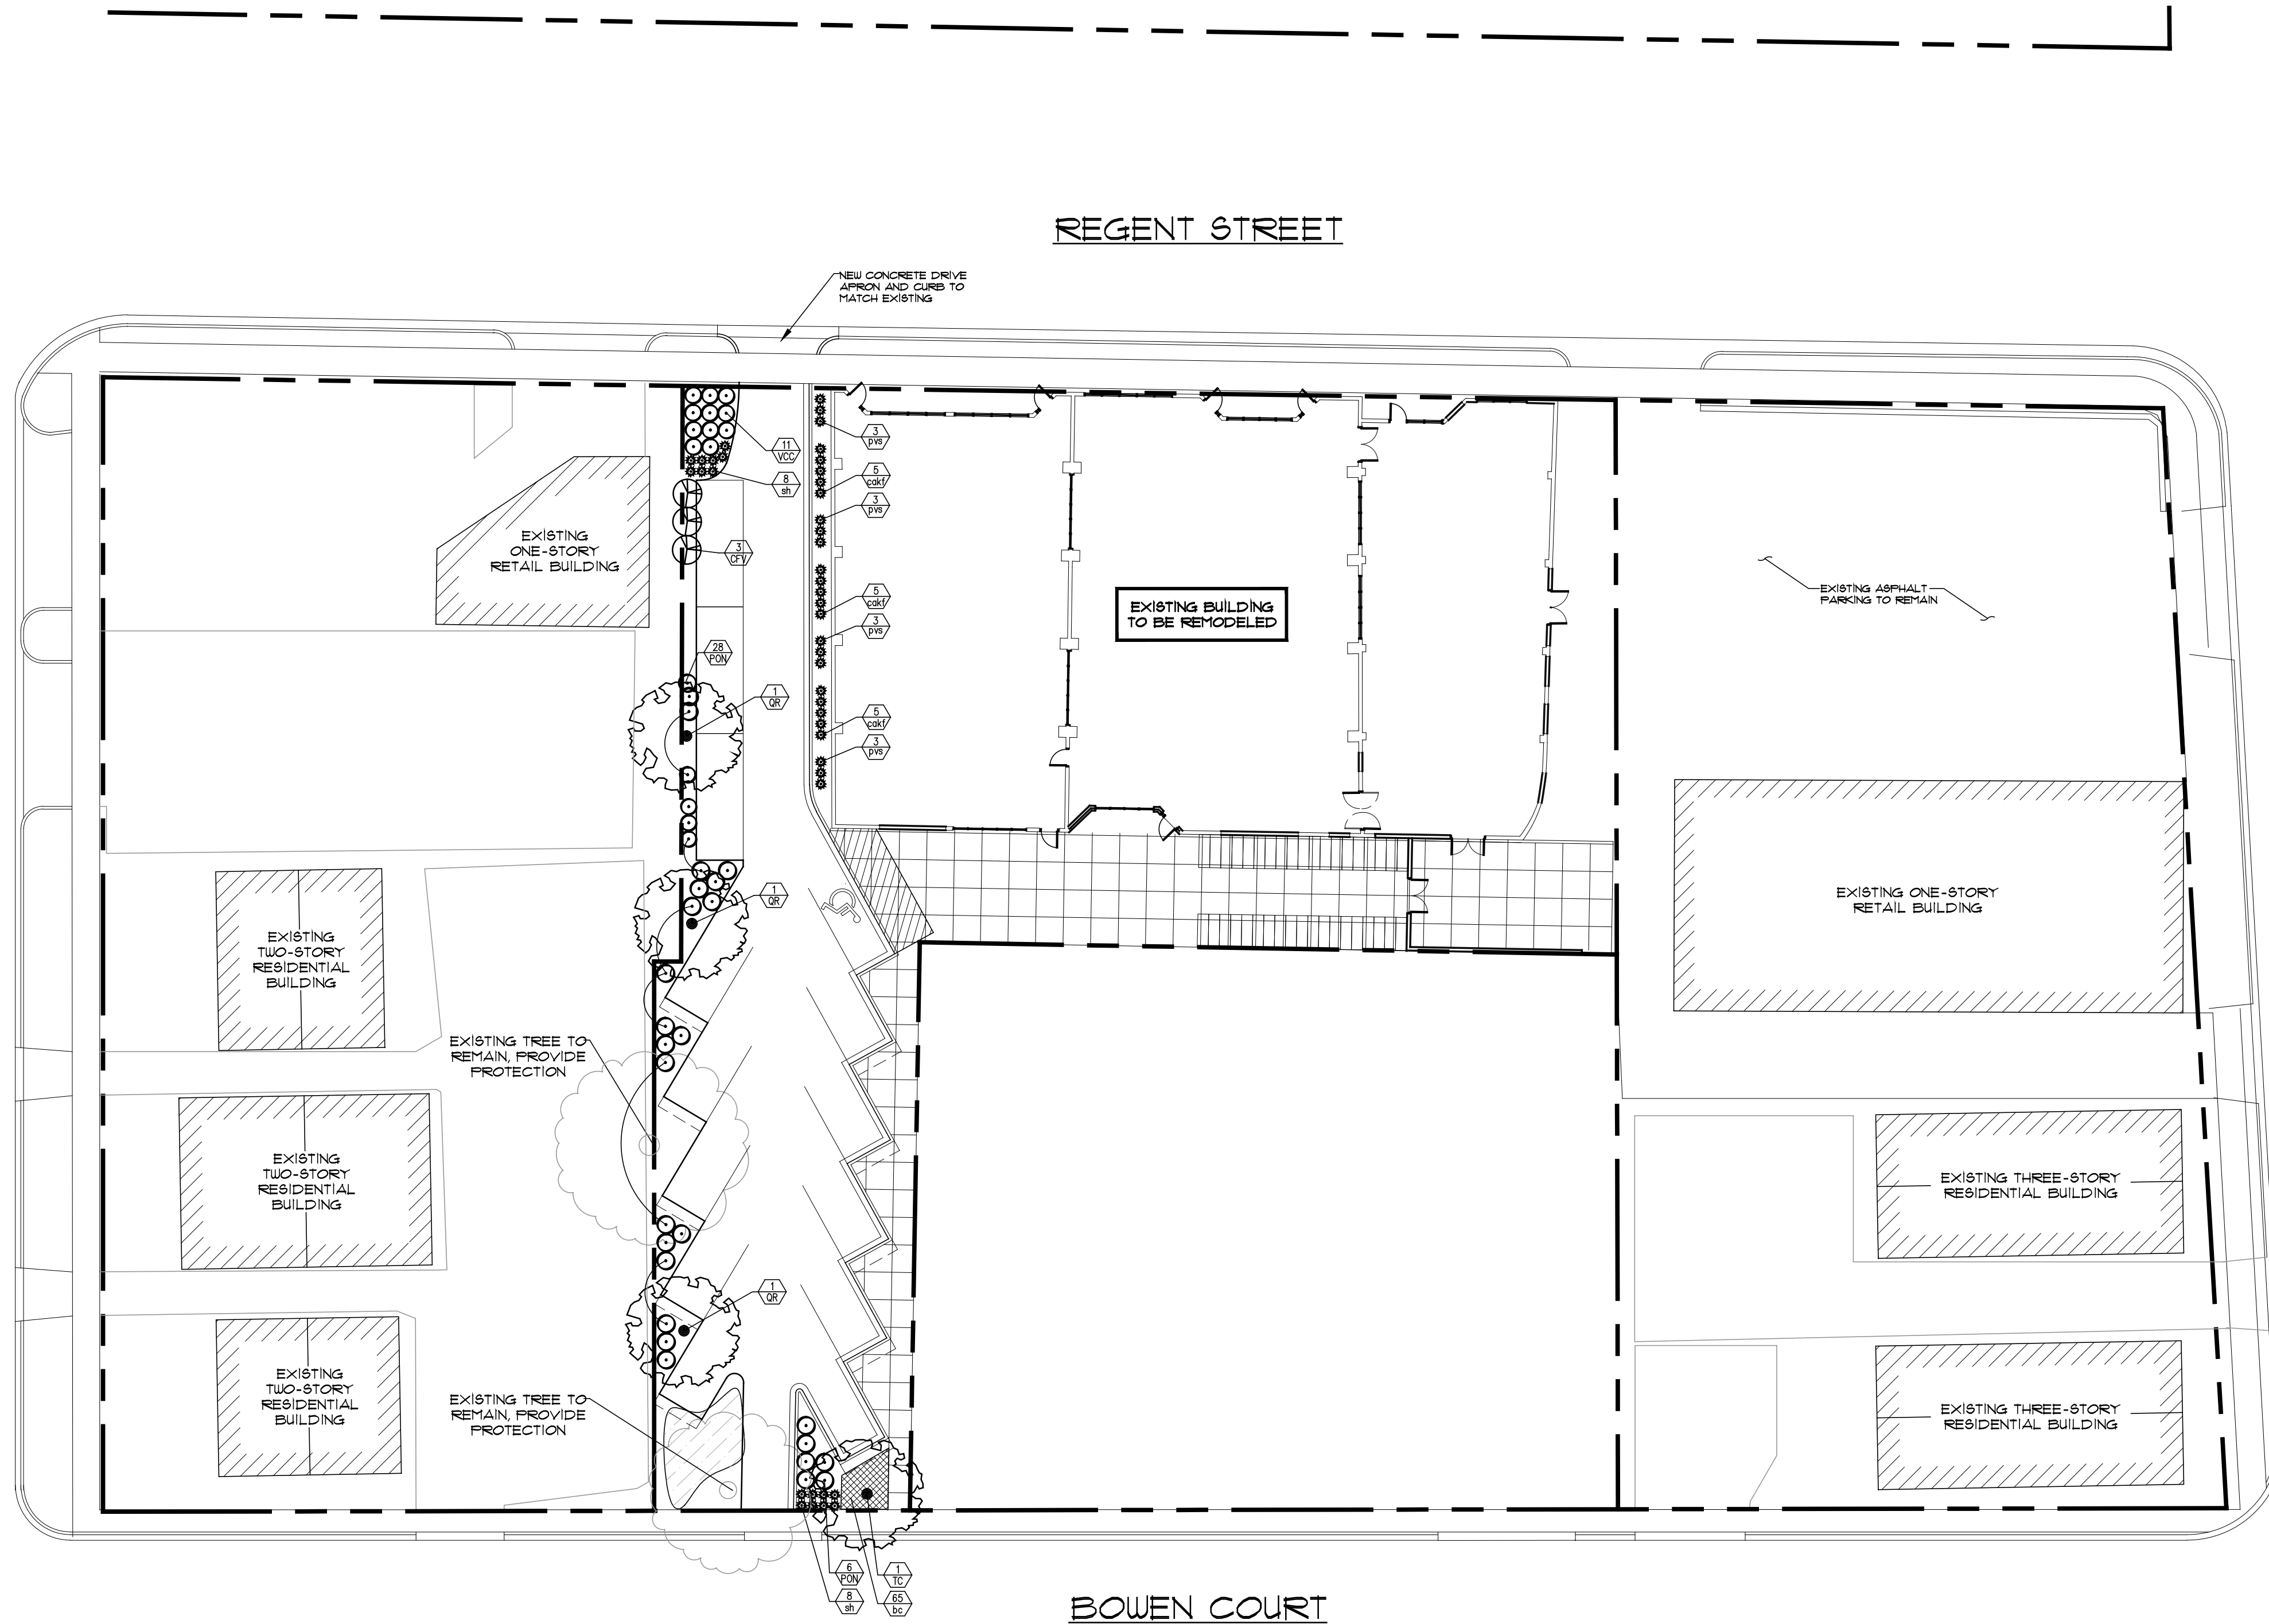 REGENT STREET
NEW CONCRETE DRIVE
APRON AND CURB TO
MATCH EXISTING
3
pvs
11
VCC
5
cakf
8
sh
3
pvs
EXISTING
ONE-STORY
RETAIL BUILDING
3
CFV
5
cakf
EXISTING ASPHALT
PARKING TO REMAIN
EXISTING BUILDING
TO BE REMODELED
3
pvs
28
PON
1
QR
5
cakf
3
pvs
1
QR
EXISTING ONE-STORY
RETAIL BUILDING
EXISTING
TWO-STORY
RESIDENTIAL
BUILDING
EXISTING TREE TO
REMAIN, PROVIDE
PROTECTION
EXISTING
TWO-STORY
RESIDENTIAL
BUILDING
EXISTING THREE-STORY
RESIDENTIAL BUILDING
1
QR
EXISTING
TWO-STORY
RESIDENTIAL
BUILDING
EXISTING TREE TO
REMAIN, PROVIDE
PROTECTION
EXISTING THREE-STORY
RESIDENTIAL BUILDING
6
PON
1
TC
8
sh
65
bc
BOWEN COURT